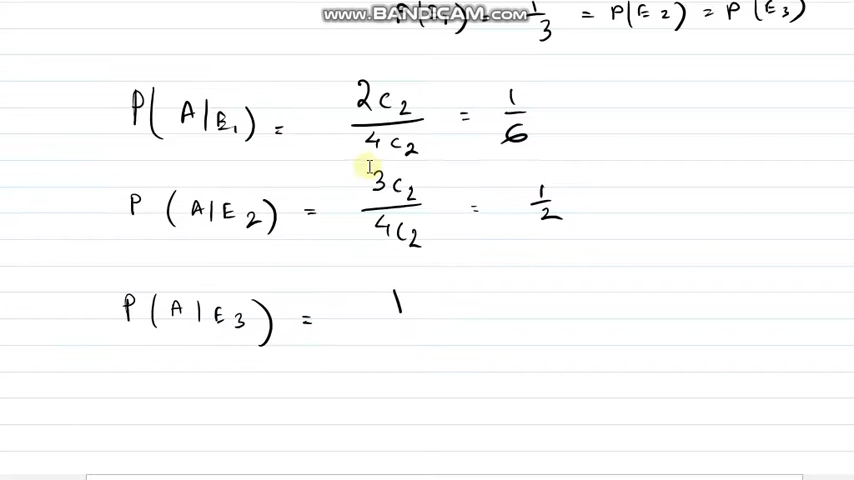 www.BANDICAM.com
P(E1) = 1/3 = P(E2) = P(E3)
P(A|E1) = 2c2/4c2 = 1/6
P(A|E2) = 3c2/4c2 = 1/2
P(A|E3) = 1